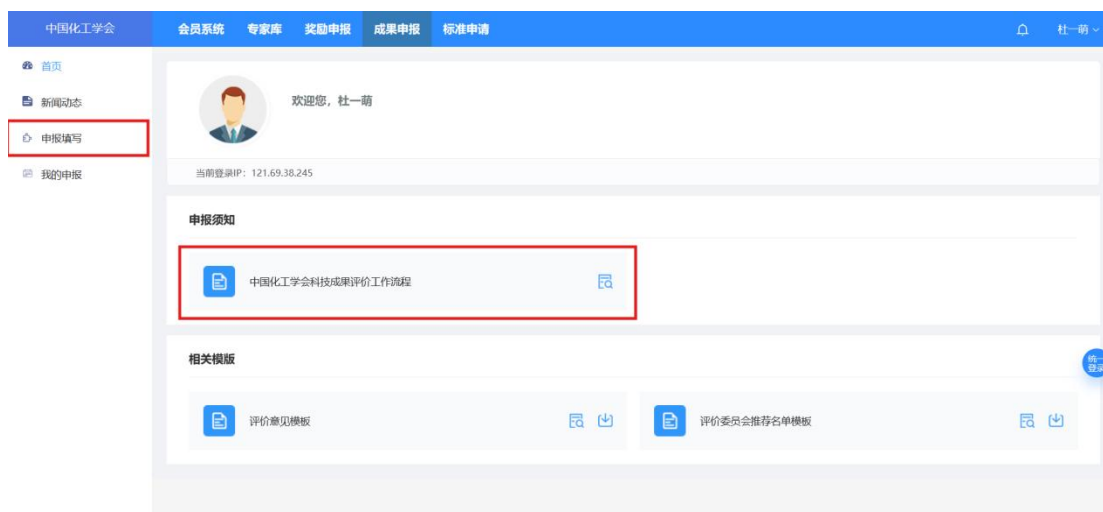 中国化工学会 会员系统 专家库 奖励申报 成果申报 标准申请 杜一萌
首页
新闻动态
申报填写
我的申报
欢迎您，杜一萌
当前登录IP：121.69.38.245
申报须知
中国化工学会科技成果评价工作流程
相关模版
统一
登录
评价意见模板 评价委员会推荐名单模板